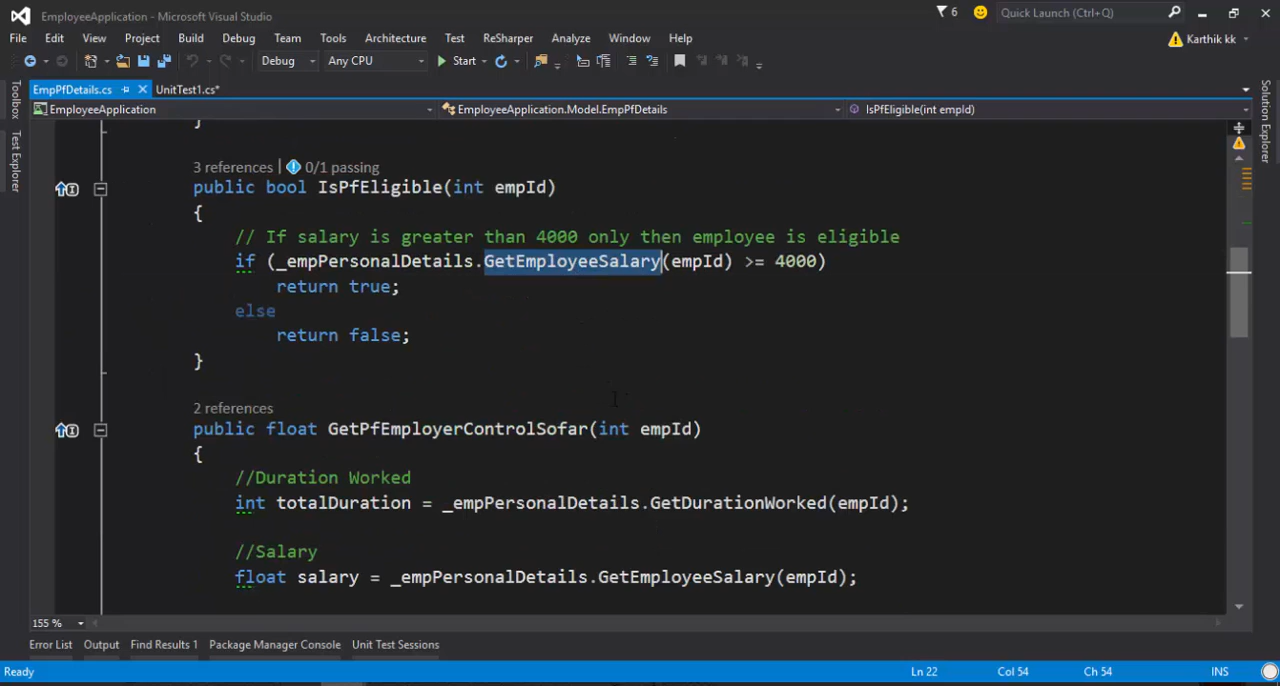 EmployeeApplication - Microsoft Visual Studio
6
Quick Launch (Ctrl+Q)
File Edit View Project Build Debug Team Tools Architecture Test ReSharper Analyze Window Help
Karthik kk
Debug Any CPU Start
EmpPfDetails.cs UnitTest1.cs*
EmployeeApplication EmployeeApplication.Model.EmpPfDetails IsPfEligible(int empId)
Toolbox
Test Explorer
Solution Explorer
}
3 references | 0/1 passing
public bool IsPfEligible(int empId)
{
// If salary is greater than 4000 only then employee is eligible
if (_empPersonalDetails.GetEmployeeSalary(empId) >= 4000)
return true;
else
return false;
}
2 references
public float GetPfEmployerControlSofar(int empId)
{
//Duration Worked
int totalDuration = _empPersonalDetails.GetDurationWorked(empId);
//Salary
float salary = _empPersonalDetails.GetEmployeeSalary(empId);
155 %
Error List Output Find Results 1 Package Manager Console Unit Test Sessions
Ready Ln 22 Col 54 Ch 54 INS